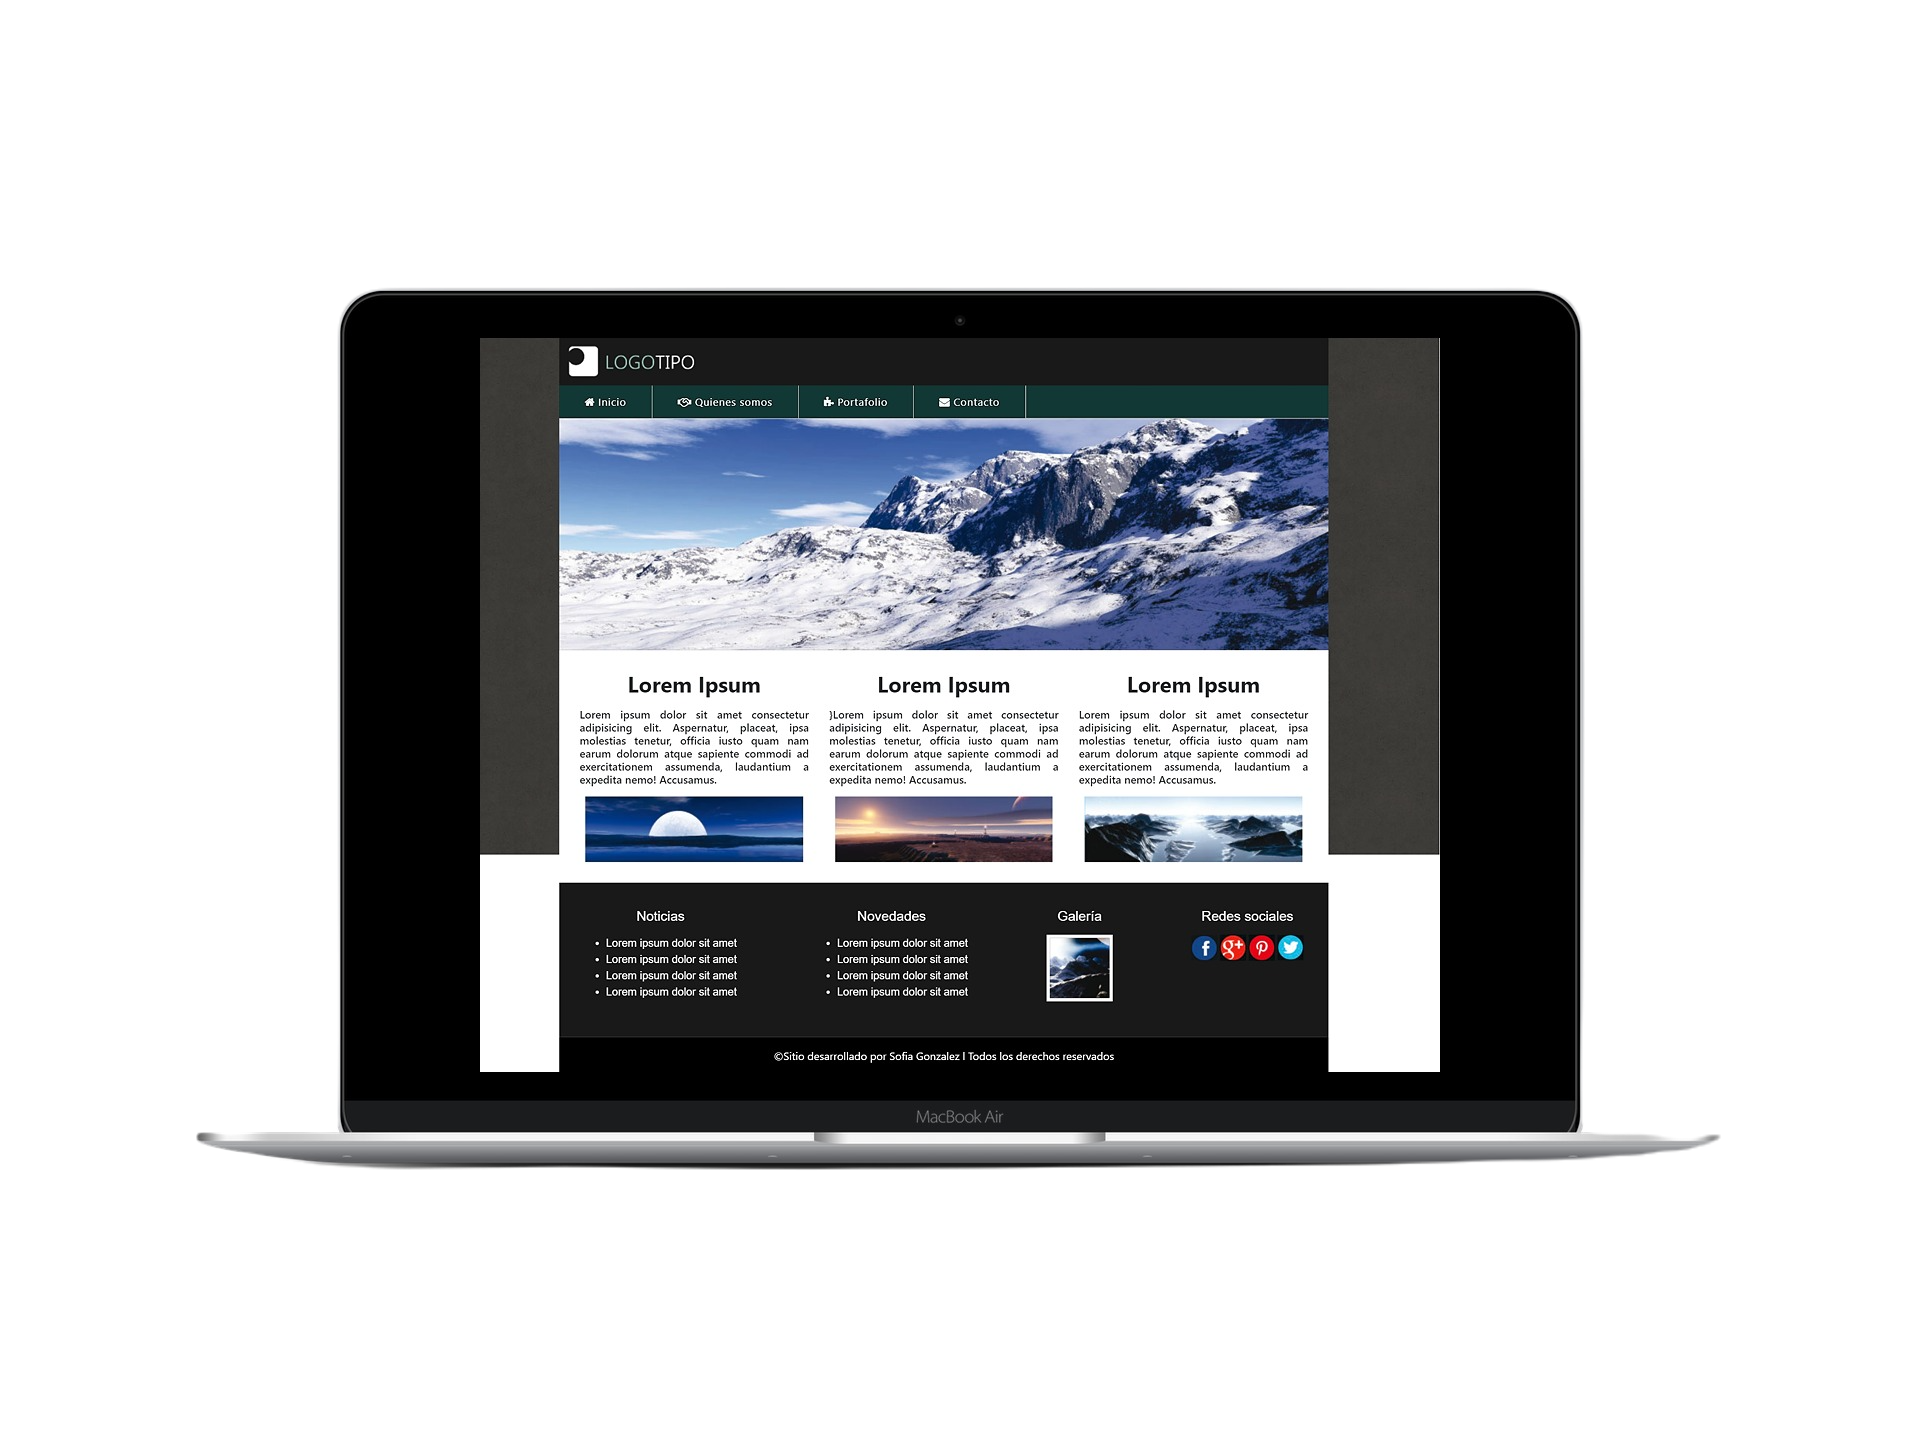 LOGOTIPO
Inicio Quienes somos Portafolio Contacto
Lorem Ipsum
Lorem ipsum dolor sit amet consectetur
adipisicing elit. Aspernatur, placeat, ipsa
molestias tenetur, officia iusto quam nam
earum dolorum atque sapiente commodi ad
exercitationem assumenda, laudantium a
expedita nemo! Accusamus.
Lorem Ipsum
}Lorem ipsum dolor sit amet consectetur
adipisicing elit. Aspernatur, placeat, ipsa
molestias tenetur, officia iusto quam nam
earum dolorum atque sapiente commodi ad
exercitationem assumenda, laudantium a
expedita nemo! Accusamus.
Lorem Ipsum
Lorem ipsum dolor sit amet consectetur
adipisicing elit. Aspernatur, placeat, ipsa
molestias tenetur, officia iusto quam nam
earum dolorum atque sapiente commodi ad
exercitationem assumenda, laudantium a
expedita nemo! Accusamus.
Noticias
• Lorem ipsum dolor sit amet
• Lorem ipsum dolor sit amet
• Lorem ipsum dolor sit amet
• Lorem ipsum dolor sit amet
Novedades
• Lorem ipsum dolor sit amet
• Lorem ipsum dolor sit amet
• Lorem ipsum dolor sit amet
• Lorem ipsum dolor sit amet
Galería
Redes sociales
f g+
©Sitio desarrollado por Sofia Gonzalez l Todos los derechos reservados
MacBook Air